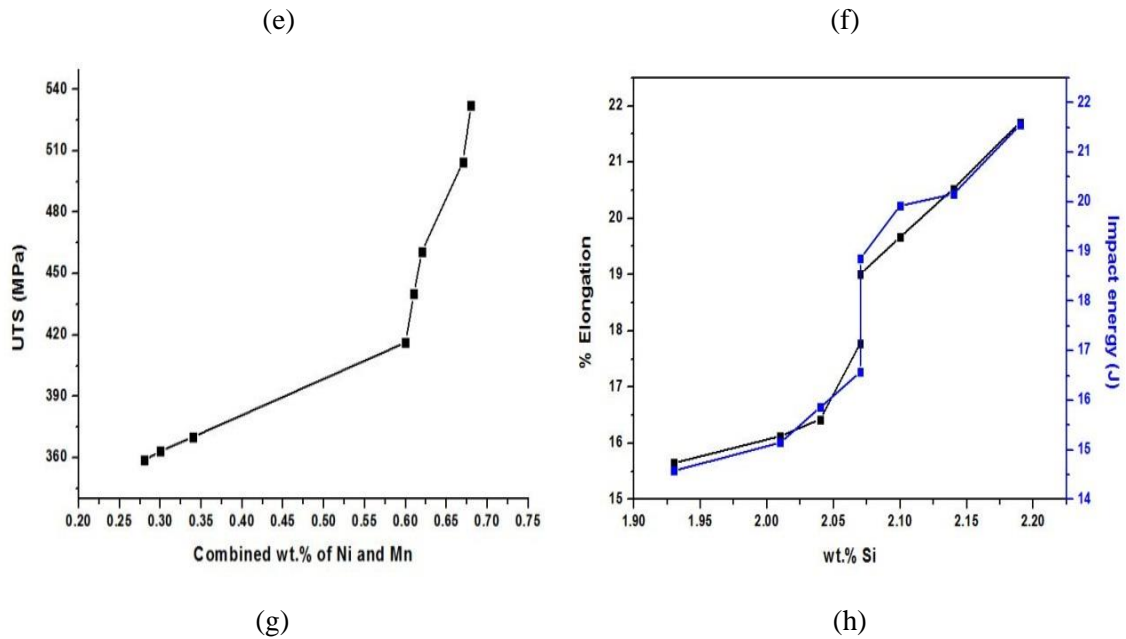 (e) (f)
540
510
480
450
420
390
360
UTS (MPa)
0.20 0.25 0.30 0.35 0.40 0.45 0.50 0.55 0.60 0.65 0.70 0.75
Combined wt.% of Ni and Mn
22
21
20
19
18
17
16
15
% Elongation
22
21
20
19
18
17
16
15
14
Impact energy (J)
1.90 1.95 2.00 2.05 2.10 2.15 2.20
wt.% Si
(g) (h)